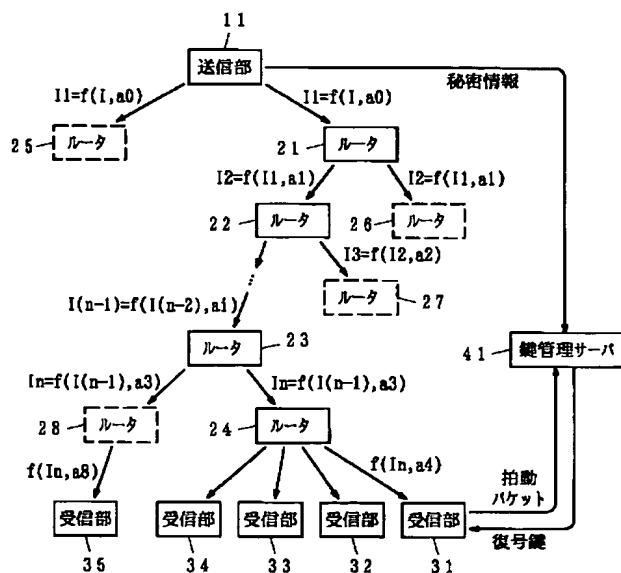 11
送信部
秘密情報
I1=f(I,a0)
I1=f(I,a0)
25
ルータ
21
ルータ
I2=f(I1,a1)
I2=f(I1,a1)
22
ルータ
26
ルータ
I3=f(I2,a2)
ルータ
27
I(n-1)=f(I(n-2),ai)
23
ルータ
41
鍵管理サーバ
In=f(I(n-1),a3)
In=f(I(n-1),a3)
28
ルータ
24
ルータ
f(In,a8)
f(In,a4)
拍動
パケット
受信部
受信部
受信部
受信部
受信部
復号鍵
35
34
33
32
31